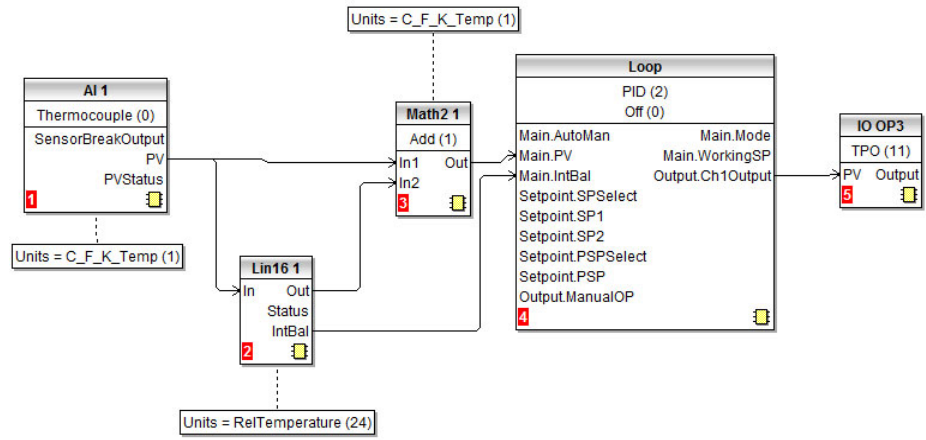 Units = C_F_K_Temp (1)
AI 1
Thermocouple (0)
SensorBreakOutput
PV
PVStatus
1
Units = C_F_K_Temp (1)
Lin16 1
In Out
Status
IntBal
2
Units = RelTemperature (24)
Math2 1
Add (1)
In1 Out
In2
3
Loop
PID (2)
Off (0)
Main.AutoMan Main.Mode
Main.PV Main.WorkingSP
Main.IntBal Output.Ch1Output
Setpoint.SPSelect
Setpoint.SP1
Setpoint.SP2
Setpoint.PSPSelect
Setpoint.PSP
Output.ManualOP
4
IO OP3
TPO (11)
PV Output
5